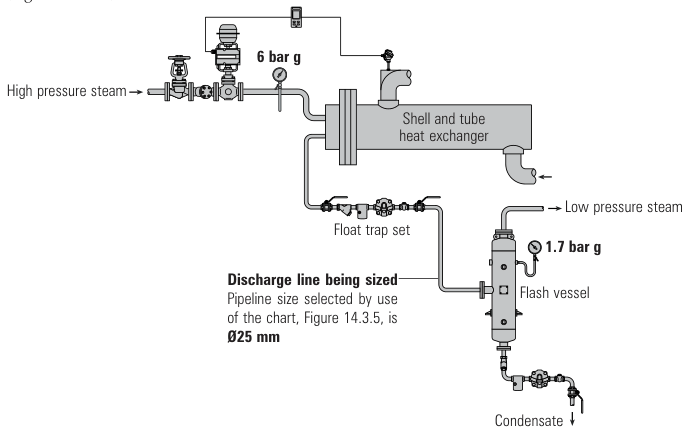 6 bar g
High pressure steam
Shell and tube
heat exchanger
Low pressure steam
Float trap set
1.7 bar g
Discharge line being sized
Pipeline size selected by use
of the chart, Figure 14.3.5, is
Ø25 mm
Flash vessel
Condensate